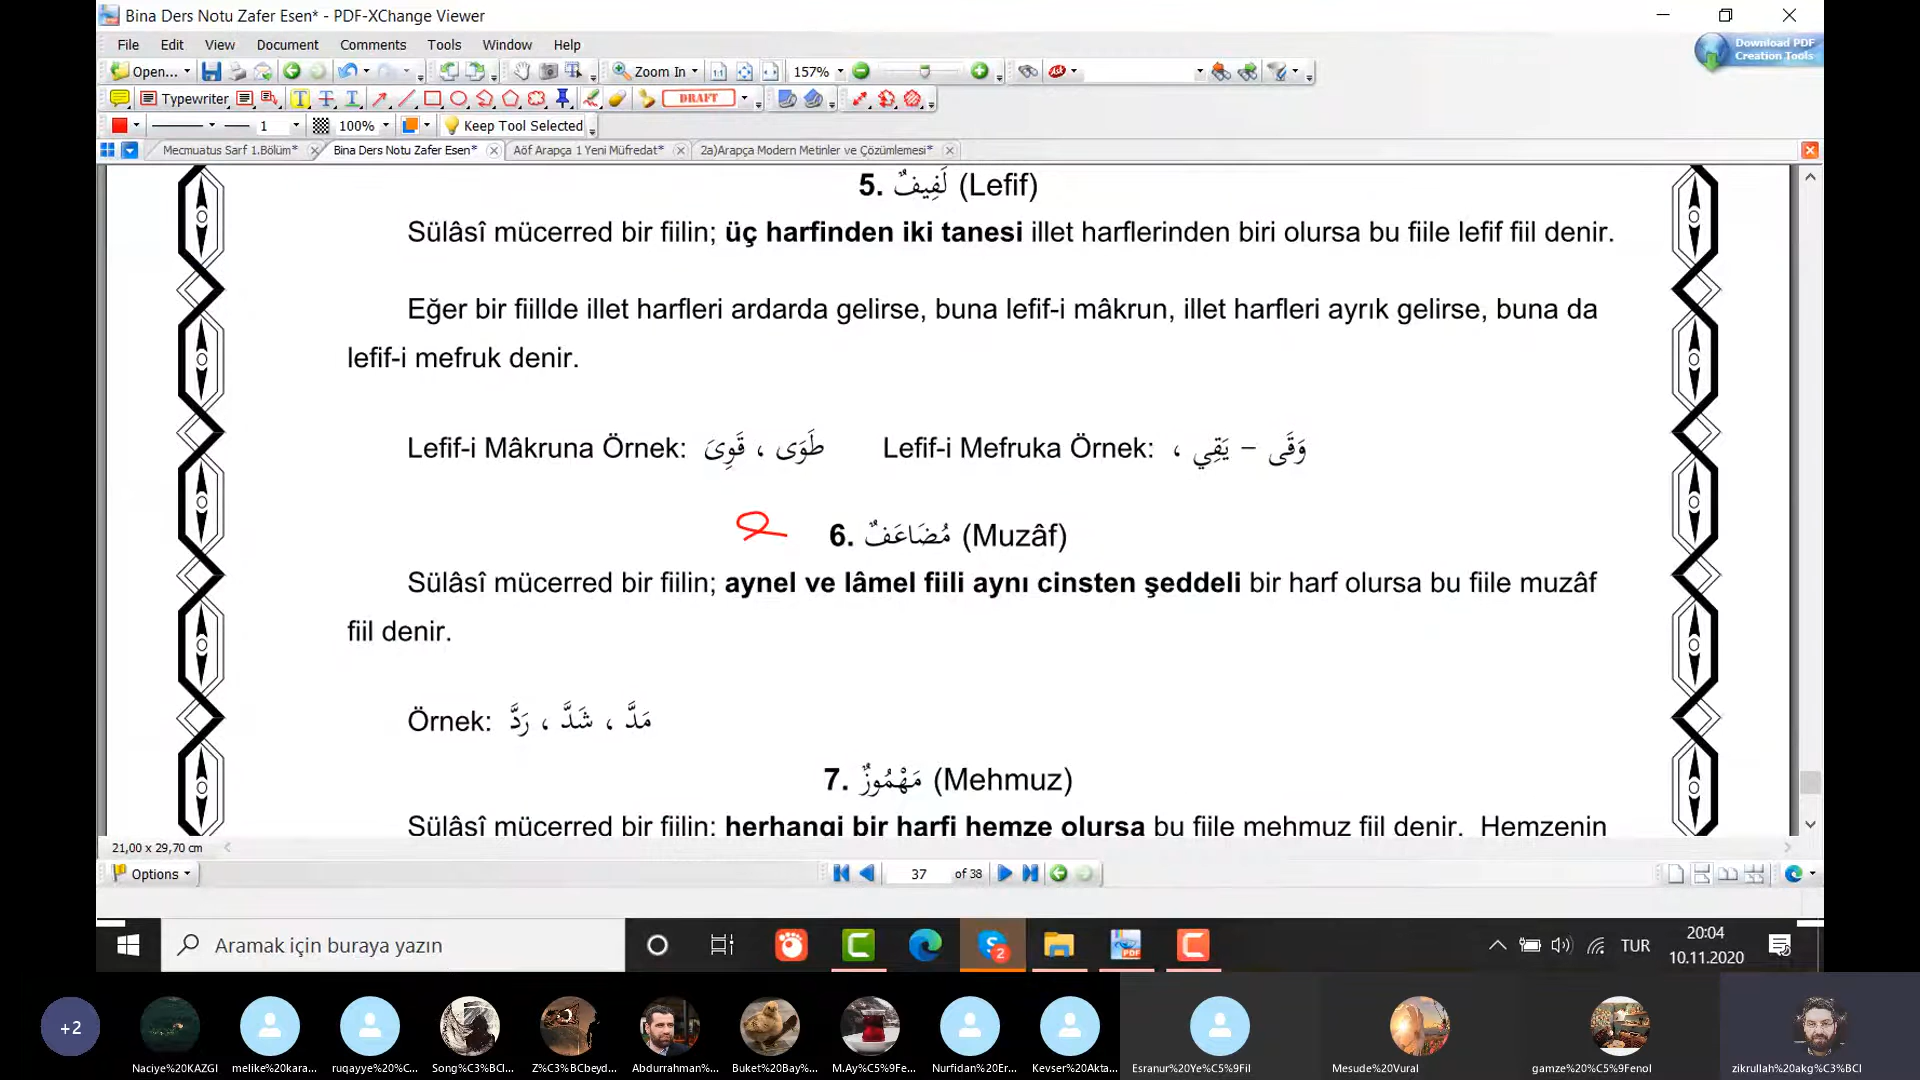 Bina Ders Notu Zafer Esen* - PDF-XChange Viewer
File Edit View Document Comments Tools Window Help
Download PDF
Creation Tools
Open... Zoom In 157%
Typewriter DRAFT
1 100% Keep Tool Selected
Mecmuatus Sarf 1.Bölüm* Bina Ders Notu Zafer Esen* Aöf Arapça 1 Yeni Müfredat* 2a)Arapça Modern Metinler ve Çözümlemesi*
5. لَفِيفٌ (Lefif)
Sülâsî mücerred bir fiilin; üç harfinden iki tanesi illet harflerinden biri olursa bu fiile lefif fiil denir.
Eğer bir fiillde illet harfleri ardarda gelirse, buna lefif-i mâkrun, illet harfleri ayrık gelirse, buna da
lefif-i mefruk denir.
Lefif-i Mâkruna Örnek: طَوَى ، قَوِىَ Lefif-i Mefruka Örnek: وَقَى – يَقِي ،
6. مُضَاعَفٌ (Muzâf)
Sülâsî mücerred bir fiilin; aynel ve lâmel fiili aynı cinsten şeddeli bir harf olursa bu fiile muzâf
fiil denir.
Örnek: مَدَّ ، شَدَّ ، رَدَّ
7. مَهْمُوزٌ (Mehmuz)
Sülâsî mücerred bir fiilin; herhangi bir harfi hemze olursa bu fiile mehmuz fiil denir. Hemzenin
21,00 x 29,70 cm
Options 37 of 38
Aramak için buraya yazın
2
PDF
TUR
20:04
10.11.2020
+2
Naciye%20KAZGI melike%20kara... ruqayye%20%C... Song%C3%BCl... Z%C3%BCbeyd... Abdurrahman%... Buket%20Bay%... M.Ay%C5%9Fe... Nurfidan%20Er... Kevser%20Akta... Esranur%20Ye%C5%9Fil Mesude%20Vural gamze%20%C5%9Fenol zikrullah%20akg%C3%BCl